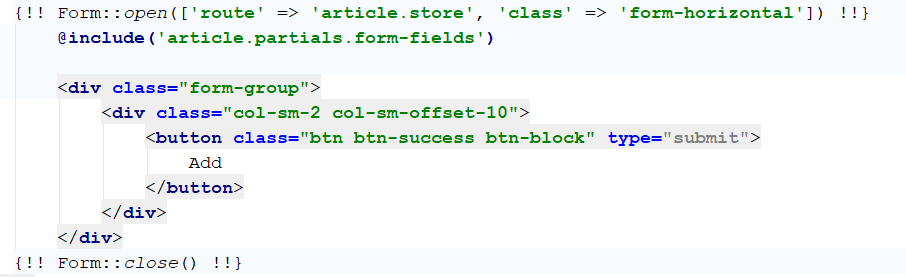 {!! Form::open(['route' => 'article.store', 'class' => 'form-horizontal']) !!}
    @include('article.partials.form-fields')

    <div class="form-group">
        <div class="col-sm-2 col-sm-offset-10">
            <button class="btn btn-success btn-block" type="submit">
                Add
            </button>
        </div>
    </div>
{!! Form::close() !!}